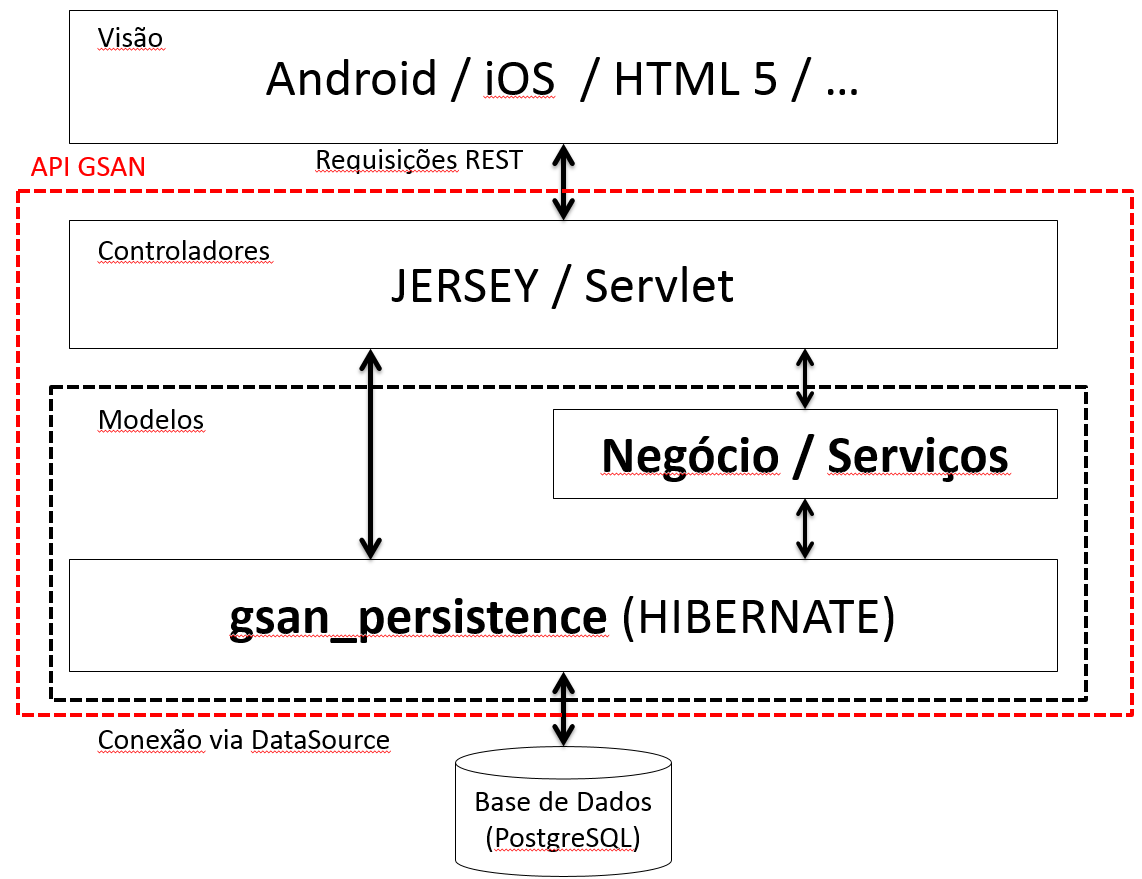 Visão
Android / iOS / HTML 5 / ...
Requisições REST
API GSAN
Controladores
JERSEY / Servlet
Modelos
Negócio / Serviços
gsan_persistence (HIBERNATE)
Conexão via DataSource
Base de Dados
(PostgreSQL)